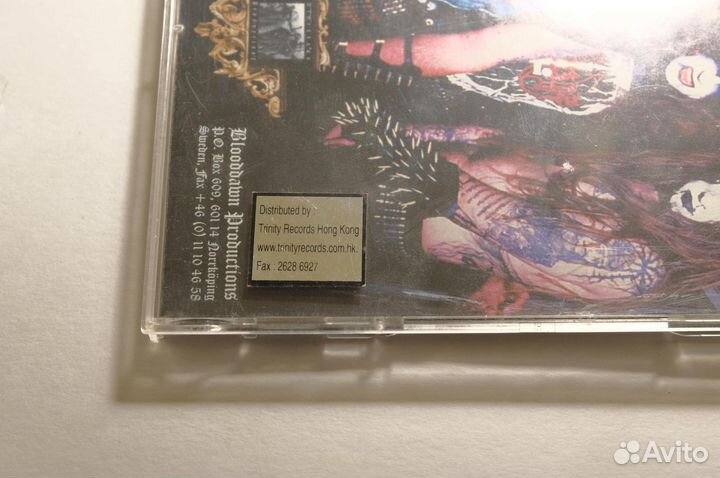 Blooddawn Productions
P.O. Box 609, 601 14 Norrköping
Sweden, Fax +46 (0) 11 10 46 58
Distributed by :
Trinity Records Hong Kong
www.trinityrecords.com.hk.
Fax : 2628 6927
Avito